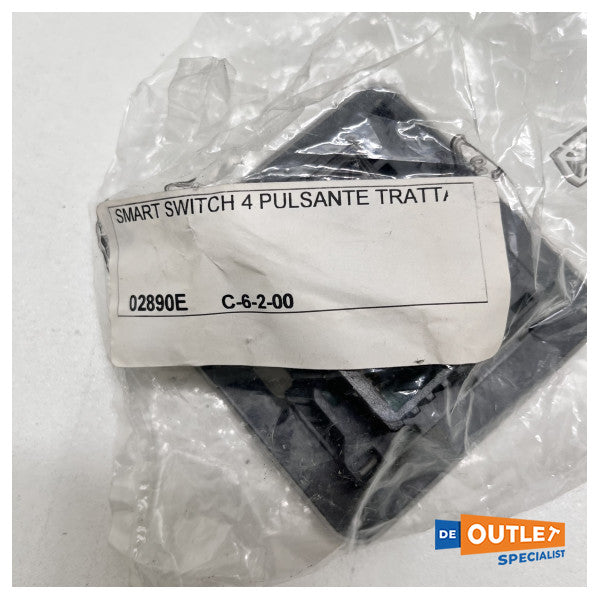 SMART SWITCH 4 PULSANTE TRATTA
02890E C-6-2-00
DE OUTLET
SPECIALIST